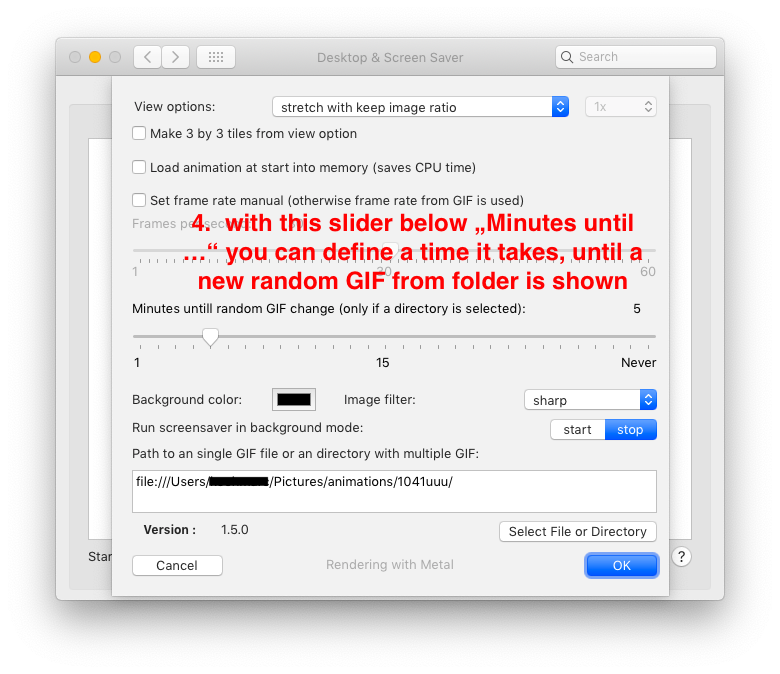 Desktop & Screen Saver
Search
View options:
stretch with keep image ratio
1x
Make 3 by 3 tiles from view option
Load animation at start into memory (saves CPU time)
Set frame rate manual (otherwise frame rate from GIF is used)
Frames per second:
4. with this slider below „Minutes until
…“ you can define a time it takes, until a
new random GIF from folder is shown
1
30
60
Minutes untill random GIF change (only if a directory is selected):
5
1
15
Never
Background color:
Image filter:
sharp
Run screensaver in background mode:
start
stop
Path to an single GIF file or an directory with multiple GIF:
file:///Users/ /Pictures/animations/1041uuu/
Version :
1.5.0
Select File or Directory
Star
?
Cancel
Rendering with Metal
OK